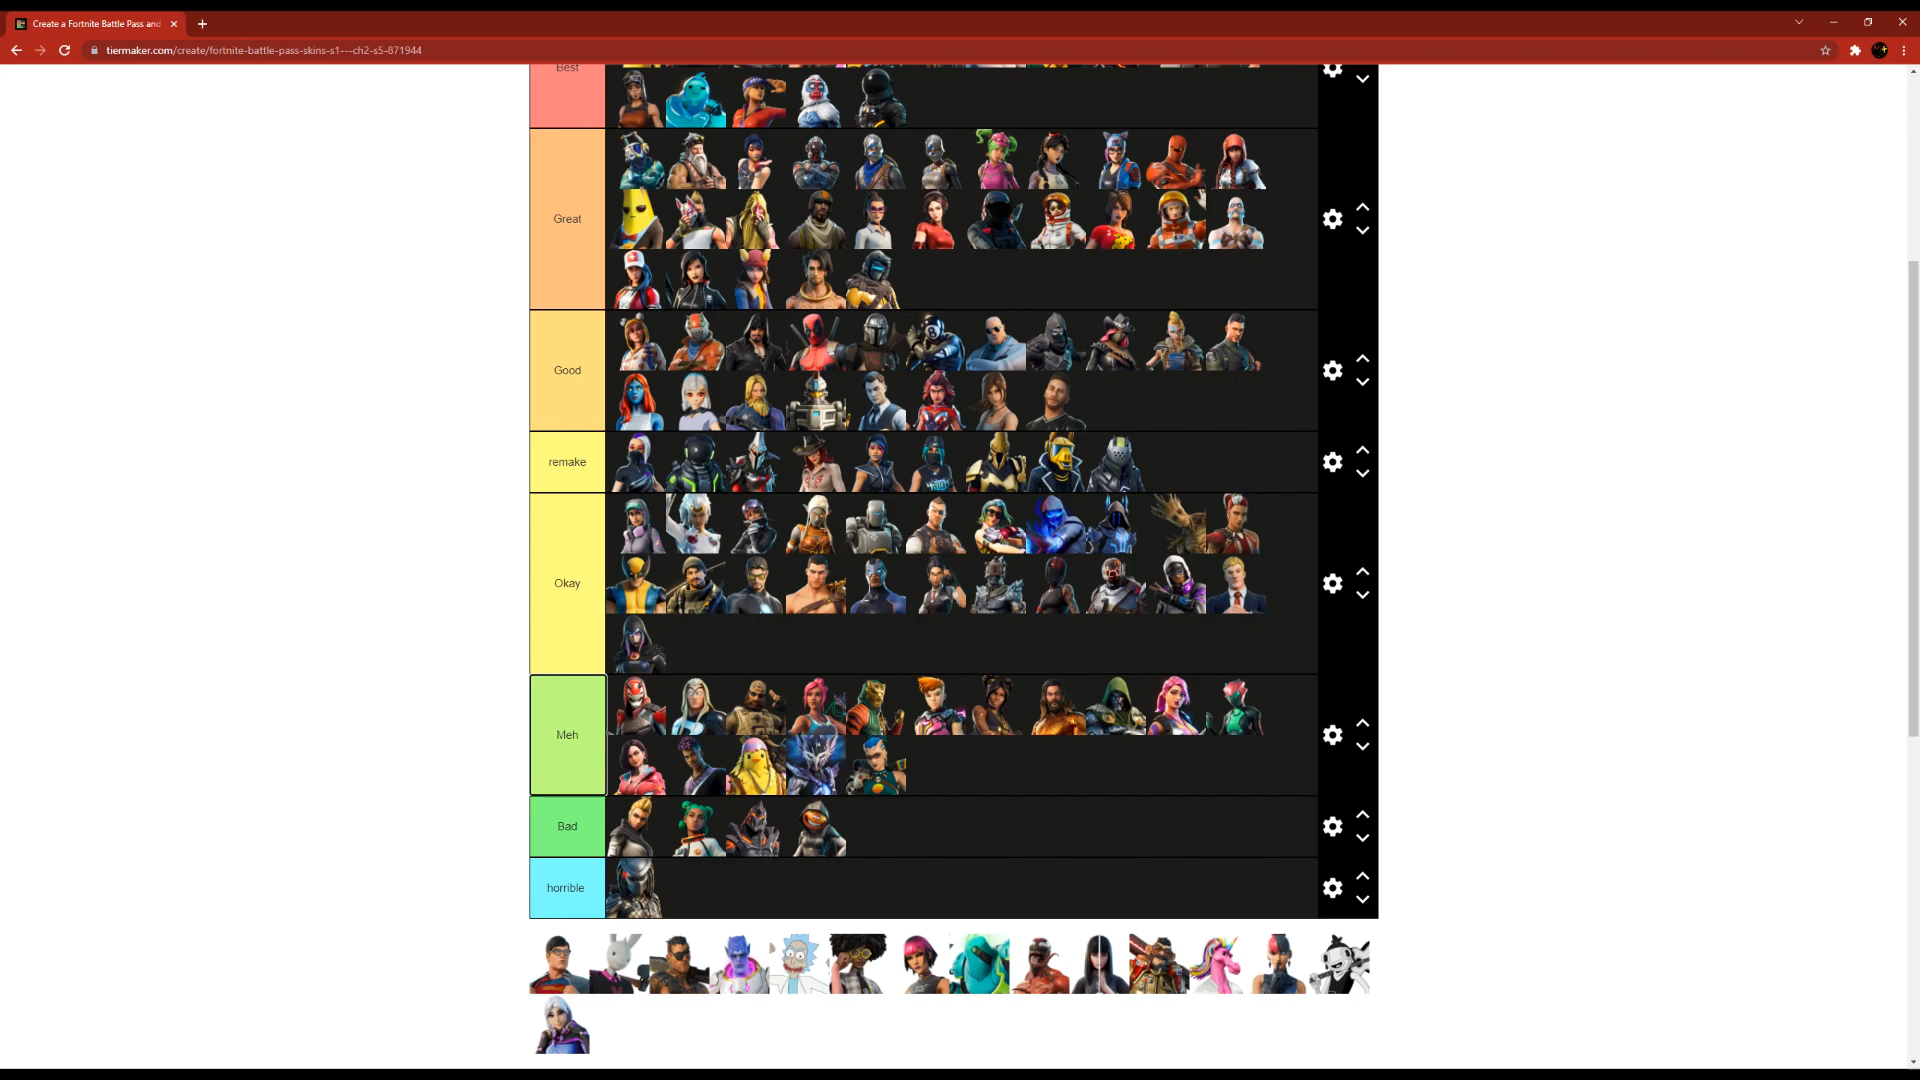 Create a Fortnite Battle Pass and
tiermaker.com/create/fortnite-battle-pass-skins-s1---ch2-s5-871944
Best
Great
Good
remake
Okay
Meh
Bad
horrible